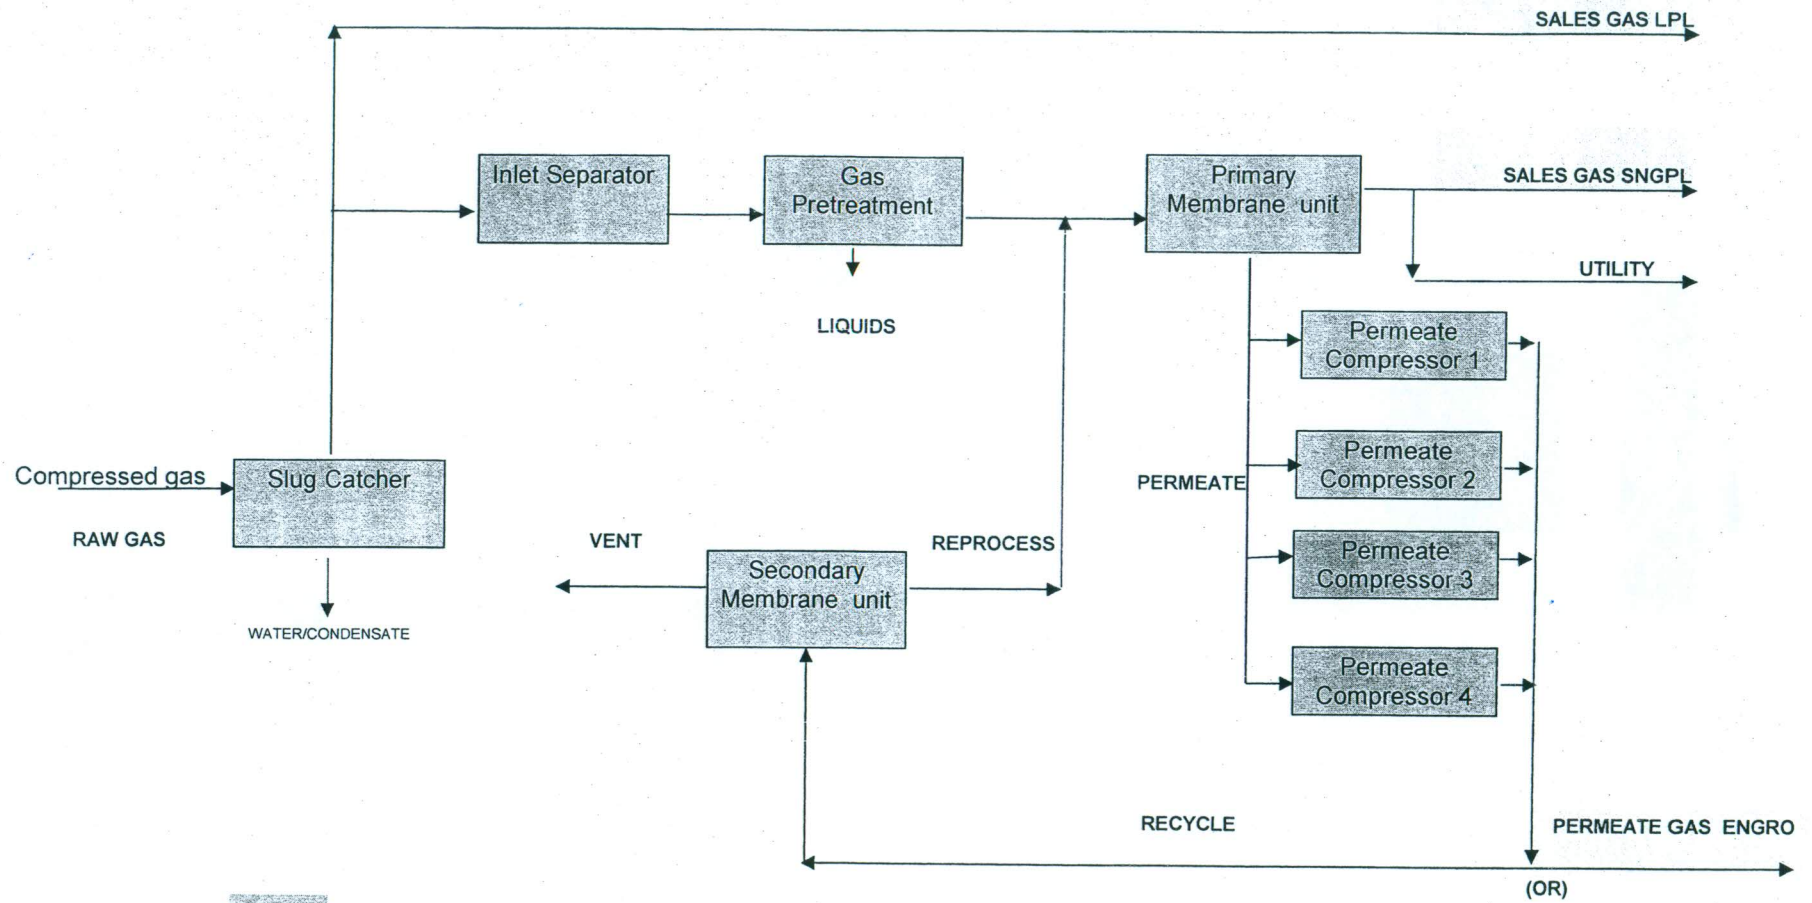 SALES GAS LPL
Inlet Separator
Gas
Pretreatment
Primary
Membrane unit
SALES GAS SNGPL
UTILITY
LIQUIDS
Permeate
Compressor 1
Compressed gas
Slug Catcher
Permeate
Compressor 2
PERMEATE
RAW GAS
VENT
REPROCESS
Permeate
Compressor 3
Secondary
Membrane unit
WATER/CONDENSATE
Permeate
Compressor 4
RECYCLE
PERMEATE GAS ENGRO
(OR)